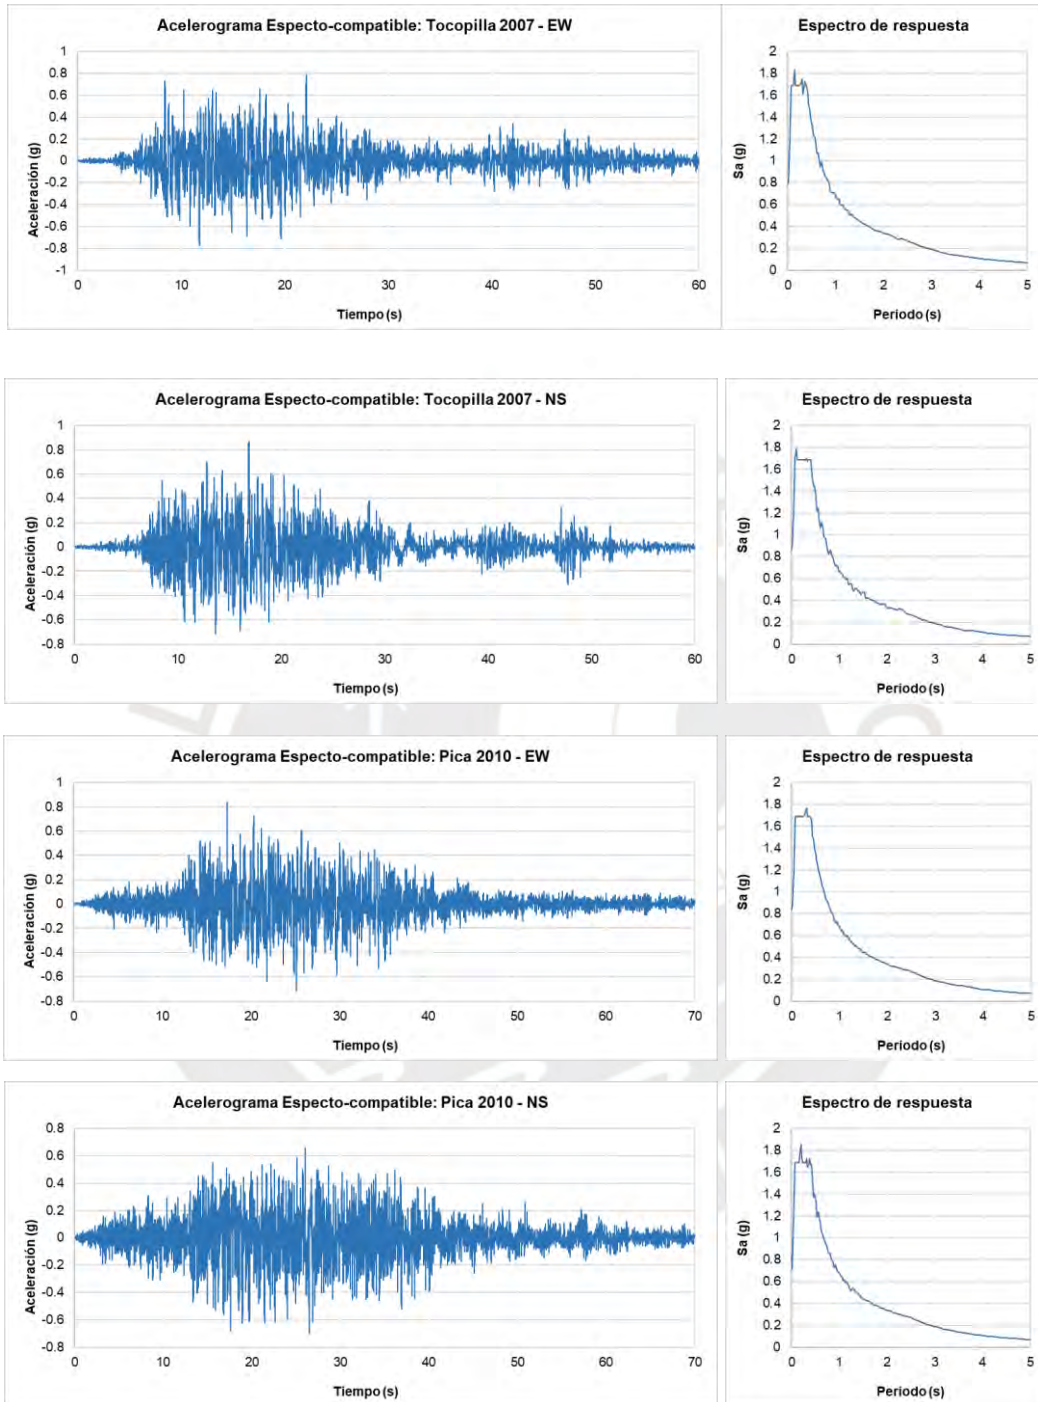 Acelerograma Especto-compatible: Tocopilla 2007 - EW
Aceleración (g)
1
0.8
0.6
0.4
0.2
0
-0.2
-0.4
-0.6
-0.8
-1
0 10 20 30 40 50 60
Tiempo (s)
Espectro de respuesta
Sa (g)
2
1.8
1.6
1.4
1.2
1
0.8
0.6
0.4
0.2
0
0 1 2 3 4 5
Periodo (s)
Acelerograma Especto-compatible: Tocopilla 2007 - NS
Aceleración (g)
1
0.8
0.6
0.4
0.2
0
-0.2
-0.4
-0.6
-0.8
0 10 20 30 40 50 60
Tiempo (s)
Espectro de respuesta
Sa (g)
2
1.8
1.6
1.4
1.2
1
0.8
0.6
0.4
0.2
0
0 1 2 3 4 5
Periodo (s)
Acelerograma Especto-compatible: Pica 2010 - EW
Aceleración (g)
1
0.8
0.6
0.4
0.2
0
-0.2
-0.4
-0.6
-0.8
0 10 20 30 40 50 60 70
Tiempo (s)
Espectro de respuesta
Sa (g)
2
1.8
1.6
1.4
1.2
1
0.8
0.6
0.4
0.2
0
0 1 2 3 4 5
Periodo (s)
Acelerograma Especto-compatible: Pica 2010 - NS
Aceleración (g)
0.8
0.6
0.4
0.2
0
-0.2
-0.4
-0.6
-0.8
0 10 20 30 40 50 60 70
Tiempo (s)
Espectro de respuesta
Sa (g)
2
1.8
1.6
1.4
1.2
1
0.8
0.6
0.4
0.2
0
0 1 2 3 4 5
Periodo (s)